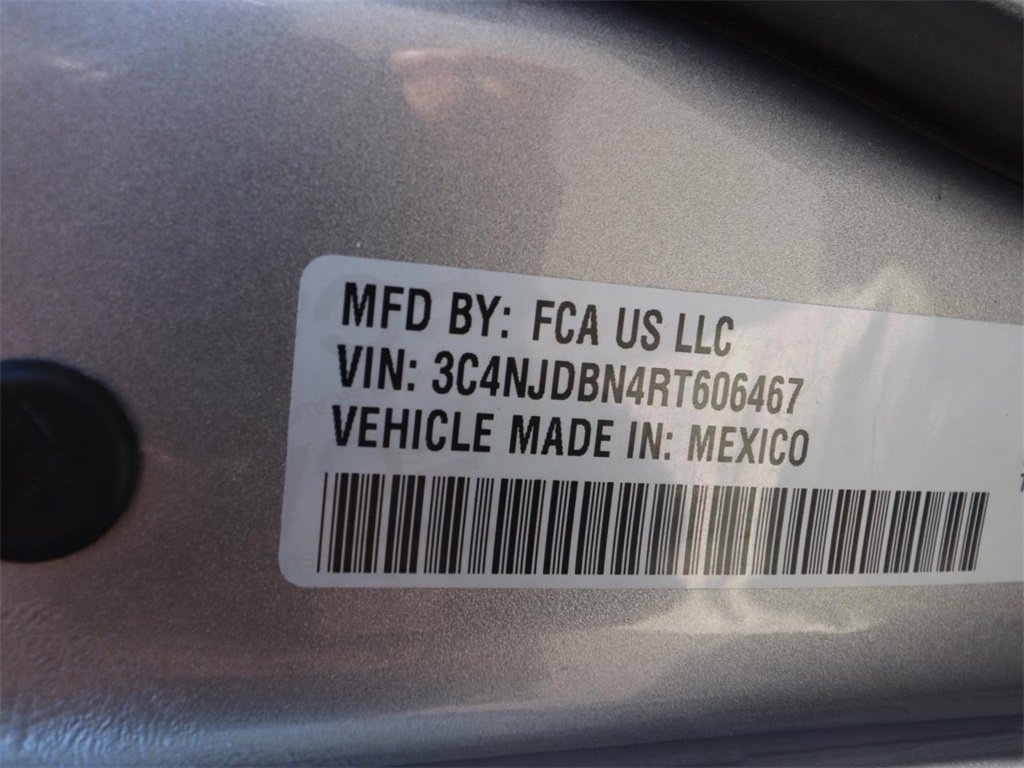 MFD BY: FCA US LLC
VIN: 3C4NJDBN4RT606467
VEHICLE MADE IN: MEXICO